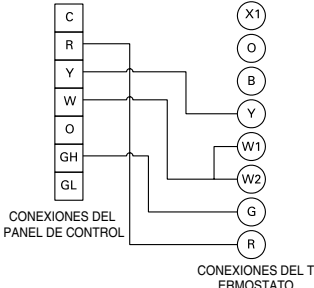 C
R
Y
W
O
GH
GL
CONEXIONES DEL
PANEL DE CONTROL
X1
O
B
Y
W1
W2
G
R
CONEXIONES DEL T
ERMOSTATO